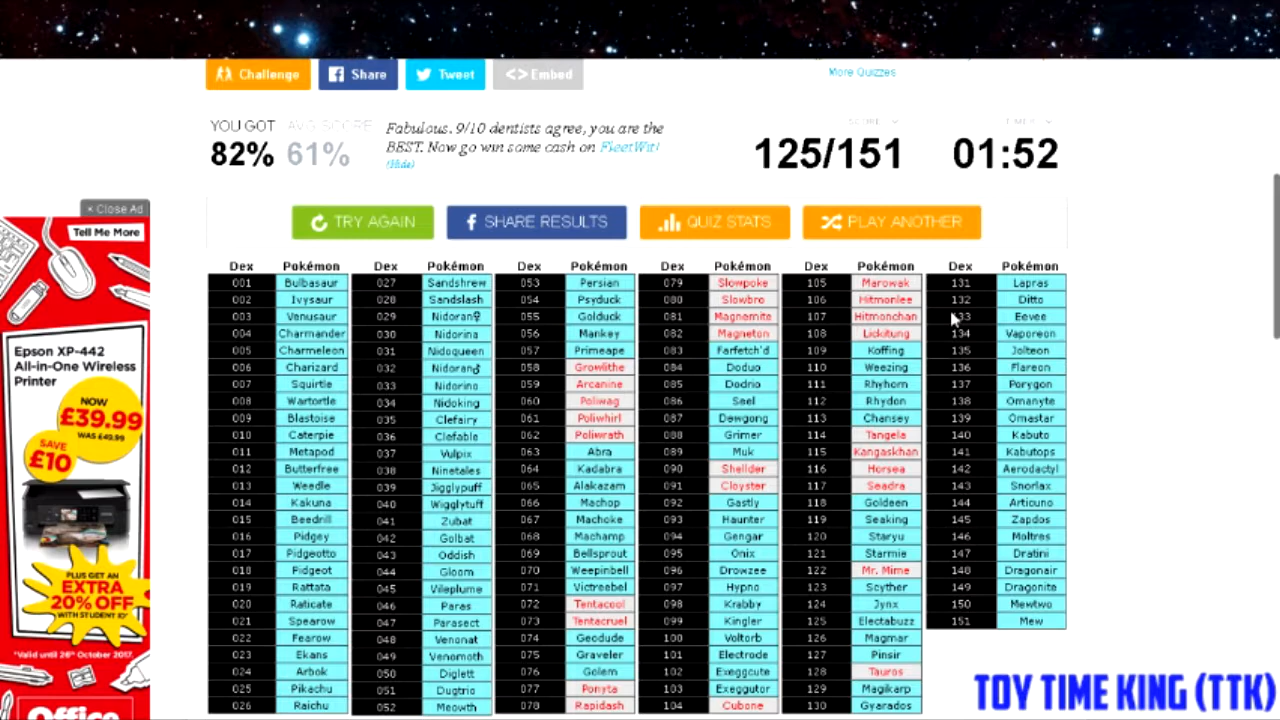 Challenge Share Tweet <> Embed
More Quizzes
YOU GOT AVG SCORE
82% 61%
Fabulous. 9/10 dentists agree, you are the
BEST. Now go win some cash on FleetWit!
(Hide)
SCORE TIMER
125/151 01:52
TRY AGAIN SHARE RESULTS QUIZ STATS PLAY ANOTHER
× Close Ad
Tell Me More
Epson XP-442
All-in-One Wireless
Printer
NOW
£39.99
WAS £49.99
SAVE
£10
PLUS GET AN
EXTRA
20% OFF
WITH STUDENT ID*
*Valid until 26th October 2017.
Office
Dex Pokémon Dex Pokémon Dex Pokémon Dex Pokémon Dex Pokémon Dex Pokémon
001 Bulbasaur 027 Sandshrew 053 Persian 079 Slowpoke 105 Marowak 131 Lapras
002 Ivysaur 028 Sandslash 054 Psyduck 080 Slowbro 106 Hitmonlee 132 Ditto
003 Venusaur 029 Nidoran♀ 055 Golduck 081 Magnemite 107 Hitmonchan 133 Eevee
004 Charmander 030 Nidorina 056 Mankey 082 Magneton 108 Lickitung 134 Vaporeon
005 Charmeleon 031 Nidoqueen 057 Primeape 083 Farfetch'd 109 Koffing 135 Jolteon
006 Charizard 032 Nidoran♂ 058 Growlithe 084 Doduo 110 Weezing 136 Flareon
007 Squirtle 033 Nidorino 059 Arcanine 085 Dodrio 111 Rhyhorn 137 Porygon
008 Wartortle 034 Nidoking 060 Poliwag 086 Seel 112 Rhydon 138 Omanyte
009 Blastoise 035 Clefairy 061 Poliwhirl 087 Dewgong 113 Chansey 139 Omastar
010 Caterpie 036 Clefable 062 Poliwrath 088 Grimer 114 Tangela 140 Kabuto
011 Metapod 037 Vulpix 063 Abra 089 Muk 115 Kangaskhan 141 Kabutops
012 Butterfree 038 Ninetales 064 Kadabra 090 Shellder 116 Horsea 142 Aerodactyl
013 Weedle 039 Jigglypuff 065 Alakazam 091 Cloyster 117 Seadra 143 Snorlax
014 Kakuna 040 Wigglytuff 066 Machop 092 Gastly 118 Goldeen 144 Articuno
015 Beedrill 041 Zubat 067 Machoke 093 Haunter 119 Seaking 145 Zapdos
016 Pidgey 042 Golbat 068 Machamp 094 Gengar 120 Staryu 146 Moltres
017 Pidgeotto 043 Oddish 069 Bellsprout 095 Onix 121 Starmie 147 Dratini
018 Pidgeot 044 Gloom 070 Weepinbell 096 Drowzee 122 Mr. Mime 148 Dragonair
019 Rattata 045 Vileplume 071 Victreebel 097 Hypno 123 Scyther 149 Dragonite
020 Raticate 046 Paras 072 Tentacool 098 Krabby 124 Jynx 150 Mewtwo
021 Spearow 047 Parasect 073 Tentacruel 099 Kingler 125 Electabuzz 151 Mew
022 Fearow 048 Venonat 074 Geodude 100 Voltorb 126 Magmar
023 Ekans 049 Venomoth 075 Graveler 101 Electrode 127 Pinsir
024 Arbok 050 Diglett 076 Golem 102 Exeggcute 128 Tauros
025 Pikachu 051 Dugtrio 077 Ponyta 103 Exeggutor 129 Magikarp
026 Raichu 052 Meowth 078 Rapidash 104 Cubone 130 Gyarados